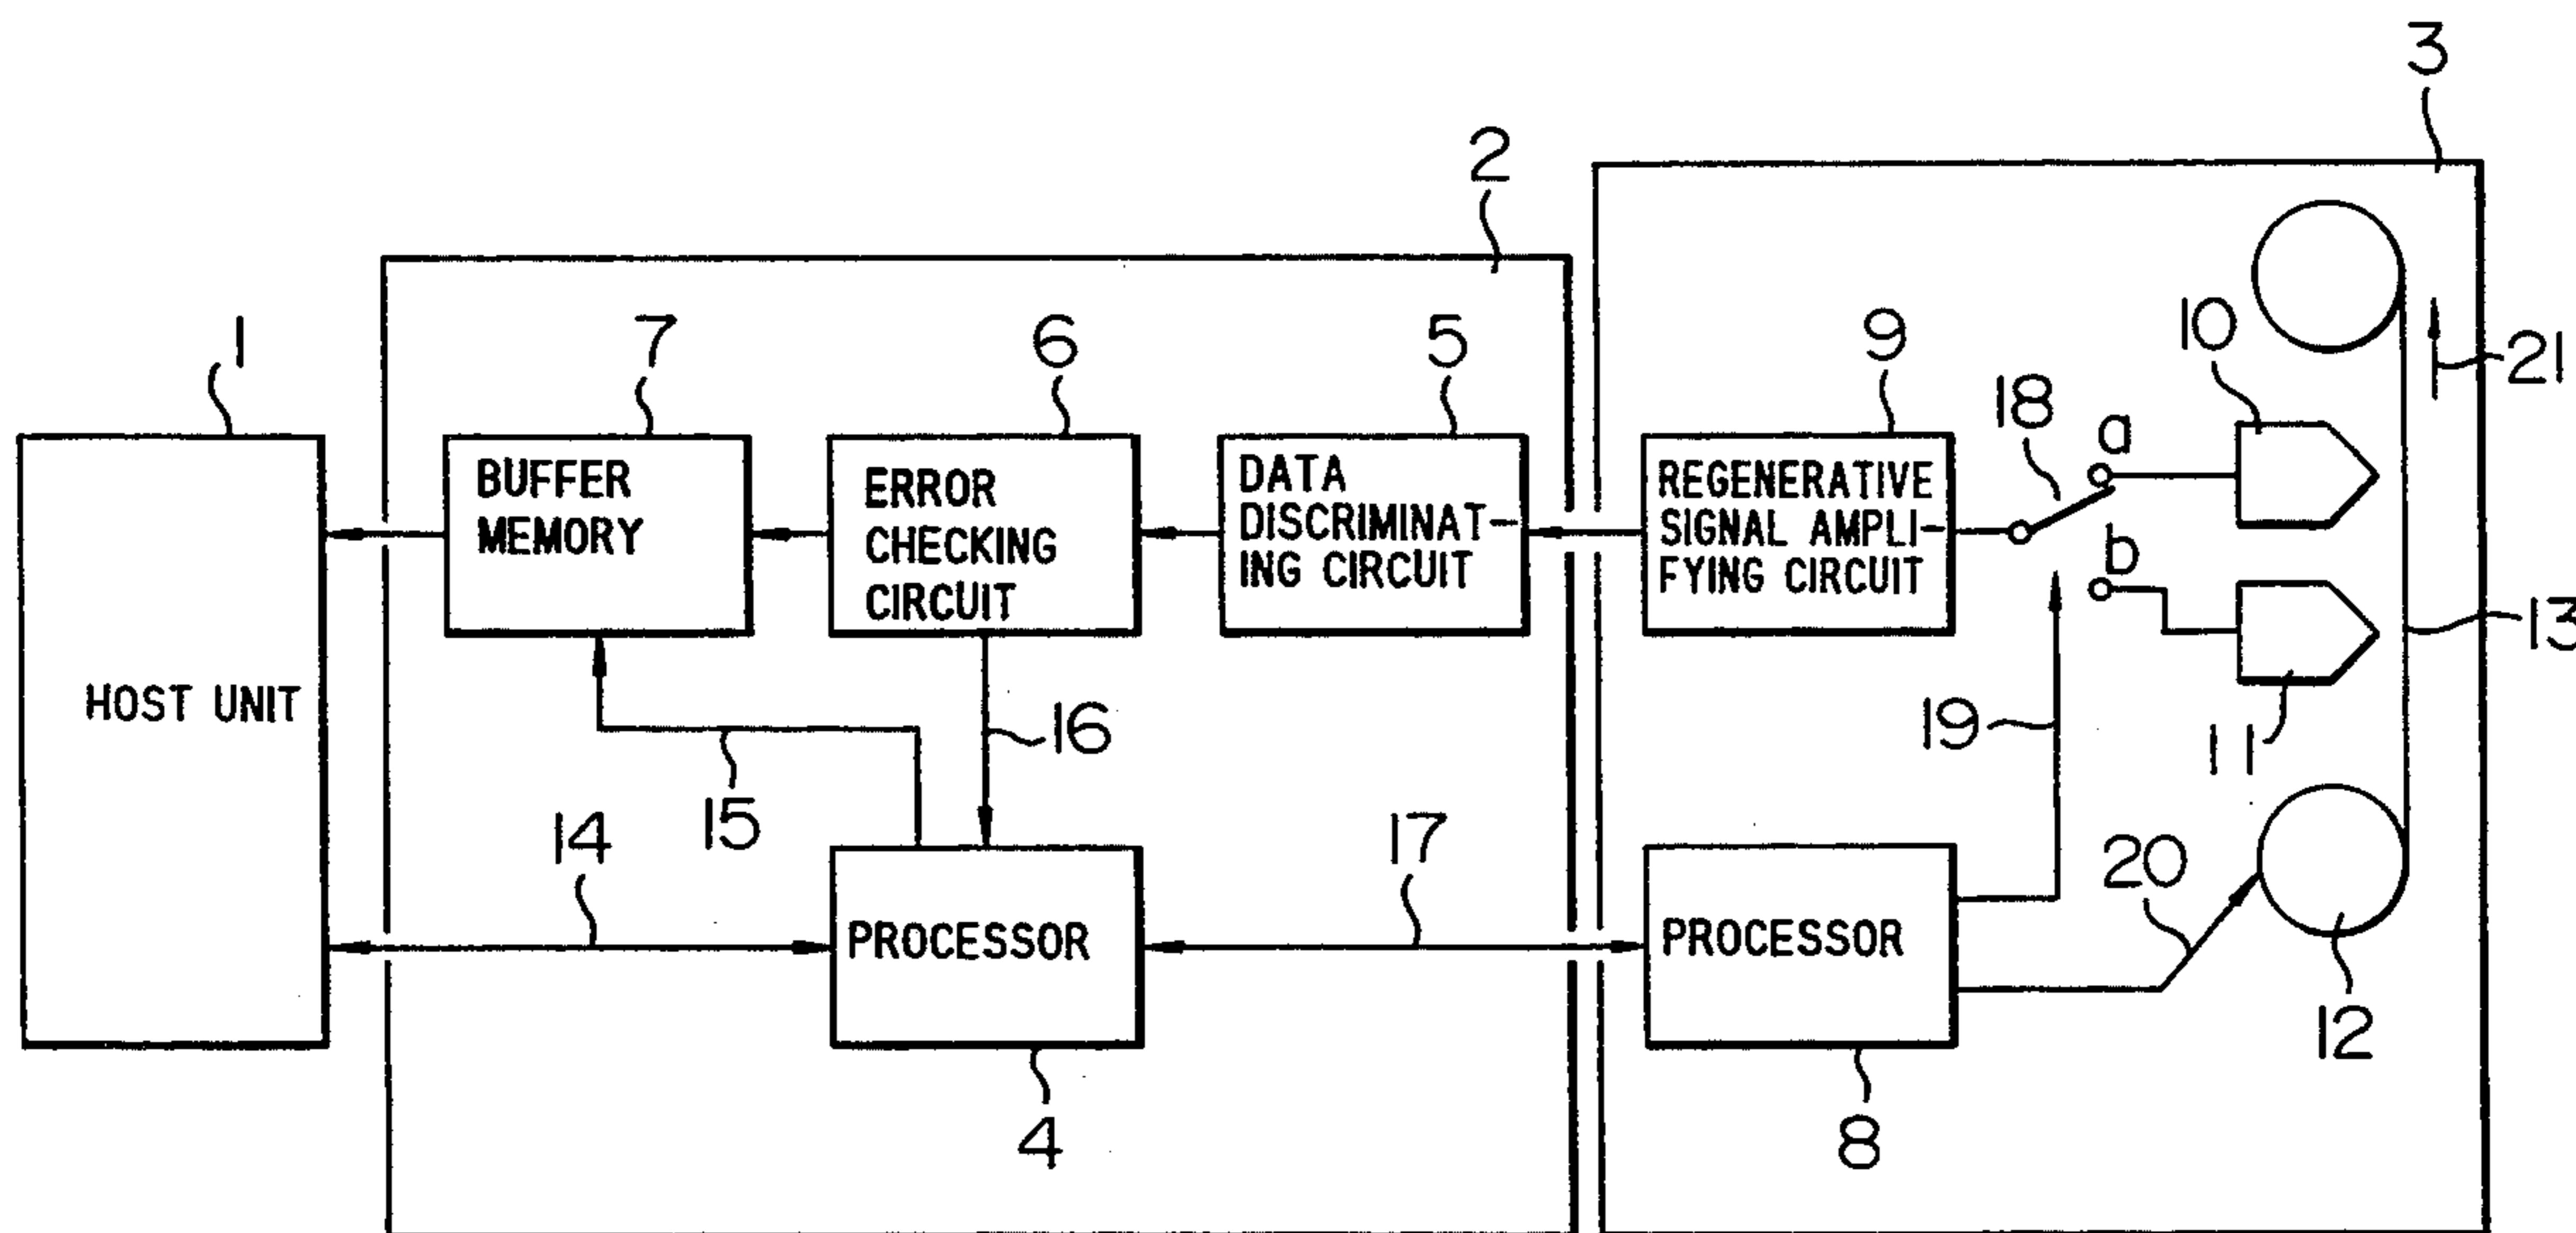 3
2
1
7
6
5
9
10
21
18
a
b
BUFFER
MEMORY
ERROR
CHECKING
CIRCUIT
DATA
DISCRIMINAT-
ING CIRCUIT
REGENERATIVE
SIGNAL AMPLI-
FYING CIRCUIT
13
HOST UNIT
16
19
11
15
14
17
20
PROCESSOR
PROCESSOR
12
4
8